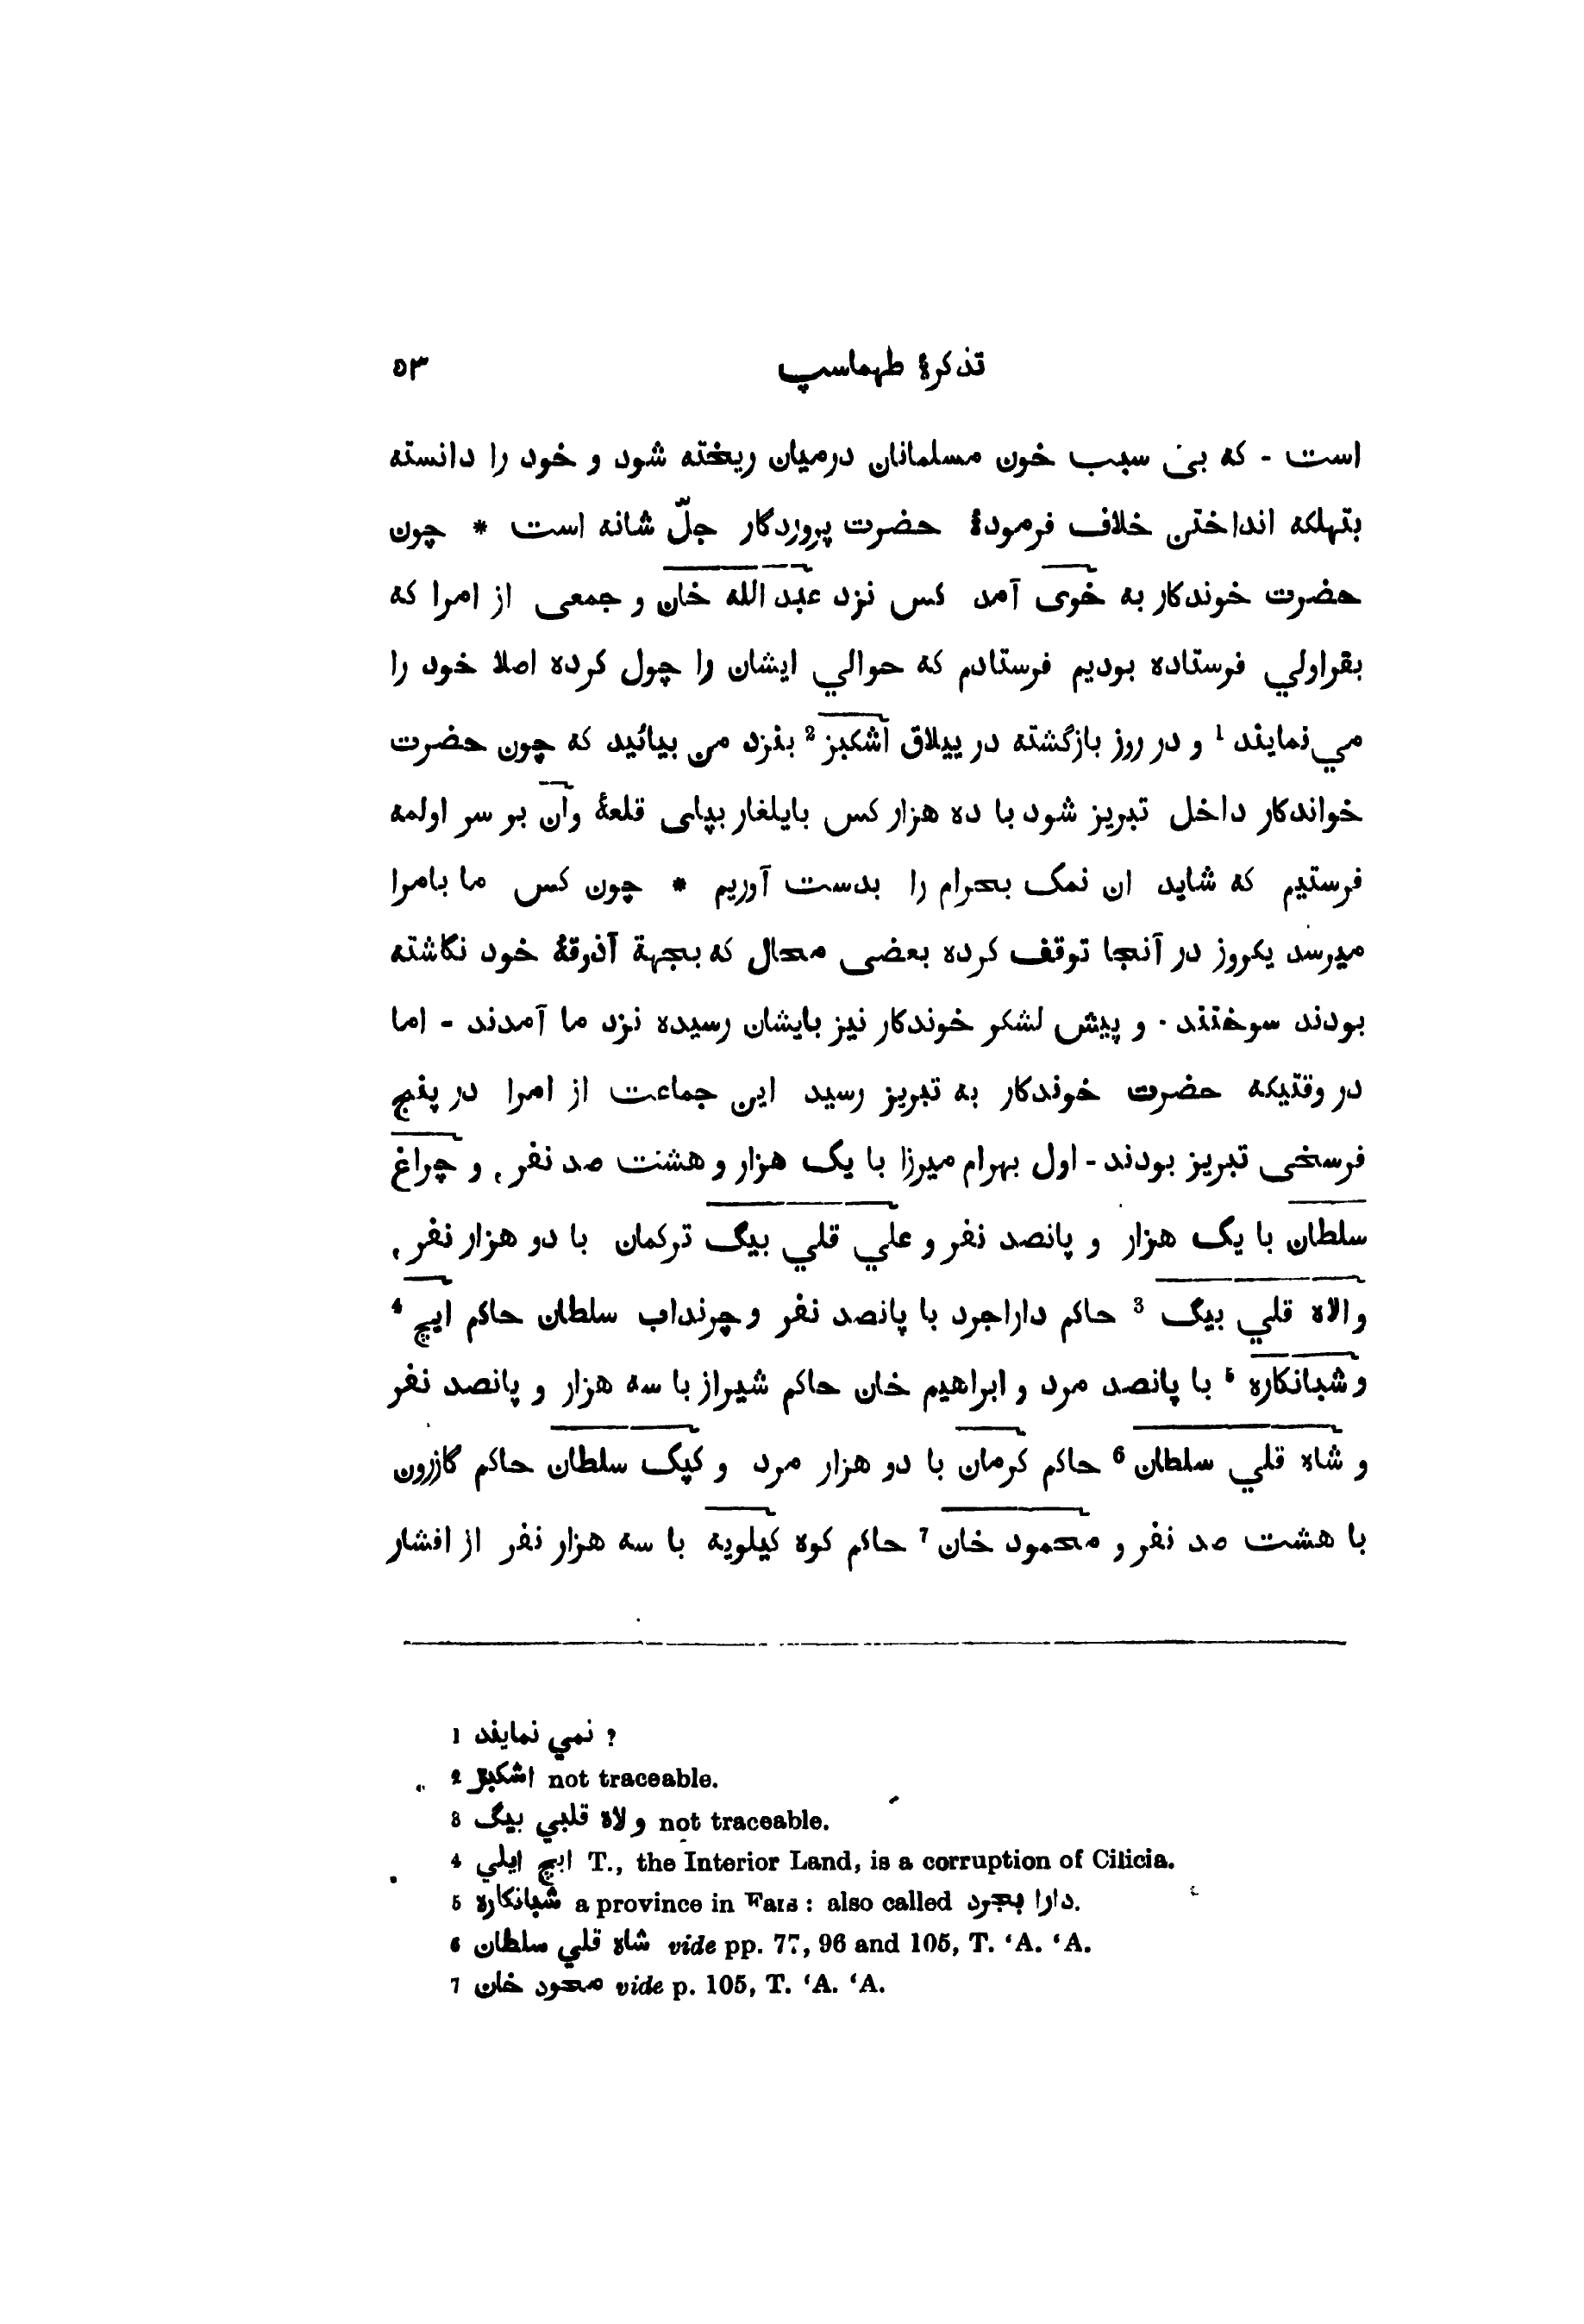 تذکرۀ طهماسپ ٥٣
است - که بی سبب خون مسلمانان درمیان ریخته شود و خود را دانسته
بتهلکه انداختن خلاف فرمودۀ حضرت پروردگار جلّ شانه است * چون
حضرت خوندکار به خوی آمد کس نزد عبد الله خان و جمعی از امرا که
بقراولي فرستاده بودیم فرستادم که حوالي ایشان را چول کرده اصلا خود را
مي‌نمایند 1 و در روز بازگشته در ییلاق اشکبز 2 بنزد من بیائید که چون حضرت
خواندکار داخل تبریز شود با ده هزار کس بایلغار بپای قلعۀ وان بر سر اولمه
فرستیم که شاید ان نمک بحرام را بدست آوریم * چون کس ما بامرا
میرسد یکروز در آنجا توقف کرده بعضی محال که بجهة آذوقۀ خود نگاشته
بودند سوختند ۰ و پیش لشکر خوندکار نیز بایشان رسیده نزد ما آمدند - اما
در وقتیکه حضرت خوندکار به تبریز رسید این جماعت از امرا در پنج
فرسخی تبریز بودند - اول بهرام میرزا با یک هزار و هشت صد نفر , و چراغ
سلطان با یک هزار و پانصد نفر و علي قلي بیگ ترکمان با دو هزار نفر ,
و الاه قلي بیگ 3 حاکم داراجرد با پانصد نفر و چرنداب سلطان حاکم ایچ 4
و شبانکاره 5 با پانصد مرد و ابراهیم خان حاکم شیراز با سه هزار و پانصد نفر
و شاه قلي سلطان 6 حاکم کرمان با دو هزار مرد و کپک سلطان حاکم گازرون
با هشت صد نفر و محمود خان 7 حاکم کوه کیلویه با سه هزار نفر از افشار
1 نمي نمایند ?
2 اشکبز not traceable.
3 و لاه قلبي بیگ not traceable.
4 ایچ ایلي T., the Interior Land, is a corruption of Cilicia.
5 شبانکاره a province in Fars : also called دارا بجرد.
6 شاه قلي سلطان vide pp. 77, 96 and 105, T. ‘A. ‘A.
7 محود خان vide p. 105, T. ‘A. ‘A.